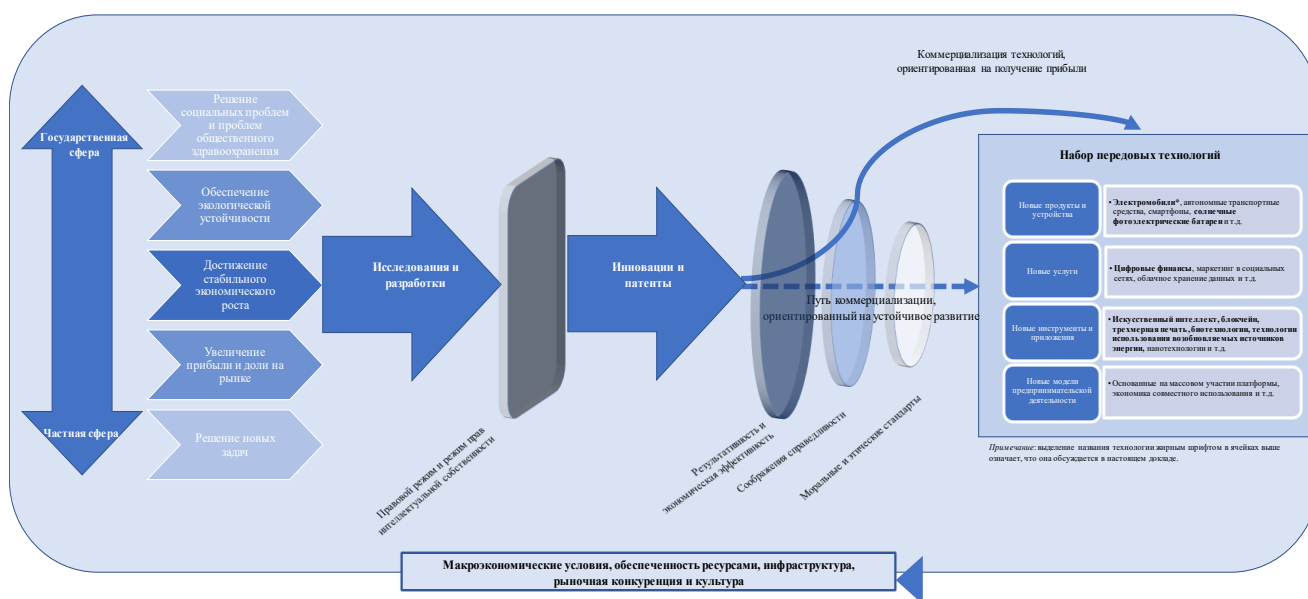 Коммерциализация технологий,
ориентированная на получение прибыли
Государственная
сфера
Частная сфера
Решение
социальных проблем
и проблем
общественного
здравоохранения
Обеспечение
экологической
устойчивости
Достижение
стабильного
экономического
роста
Увеличение
прибыли и доли на
рынке
Решение новых
задач
Исследования и
разработки
Правовой режим и режим прав
интеллектуальной собственности
Инновации и
патенты
Путь коммерциализации,
ориентированный на устойчивое развитие
Результативность и
экономическая эффективность
Соображения справедливости
Моральные и этические стандарты
Набор передовых технологий
Новые продукты и
устройства
• Электромобили*, автономные транспортные
средства, смартфоны, солнечные
фотоэлектрические батареи и т.д.
Новые услуги
• Цифровые финансы, маркетинг в социальных
сетях, облачное хранение данных и т.д.
Новые инструменты и
приложения
• Искусственный интеллект, блокчейн,
трехмерная печать, биотехнологии, технологии
использования возобновляемых источников
энергии, нанотехнологии и т.д.
Новые модели
предпринимательской
деятельности
• Основанные на массовом участии платформы,
экономика совместного использования и т.д.
Примечание: выделение названия технологии жирным шрифтом в ячейках выше
означает, что она обсуждается в настоящем докладе.
Макроэкономические условия, обеспеченность ресурсами, инфраструктура,
рыночная конкуренция и культура